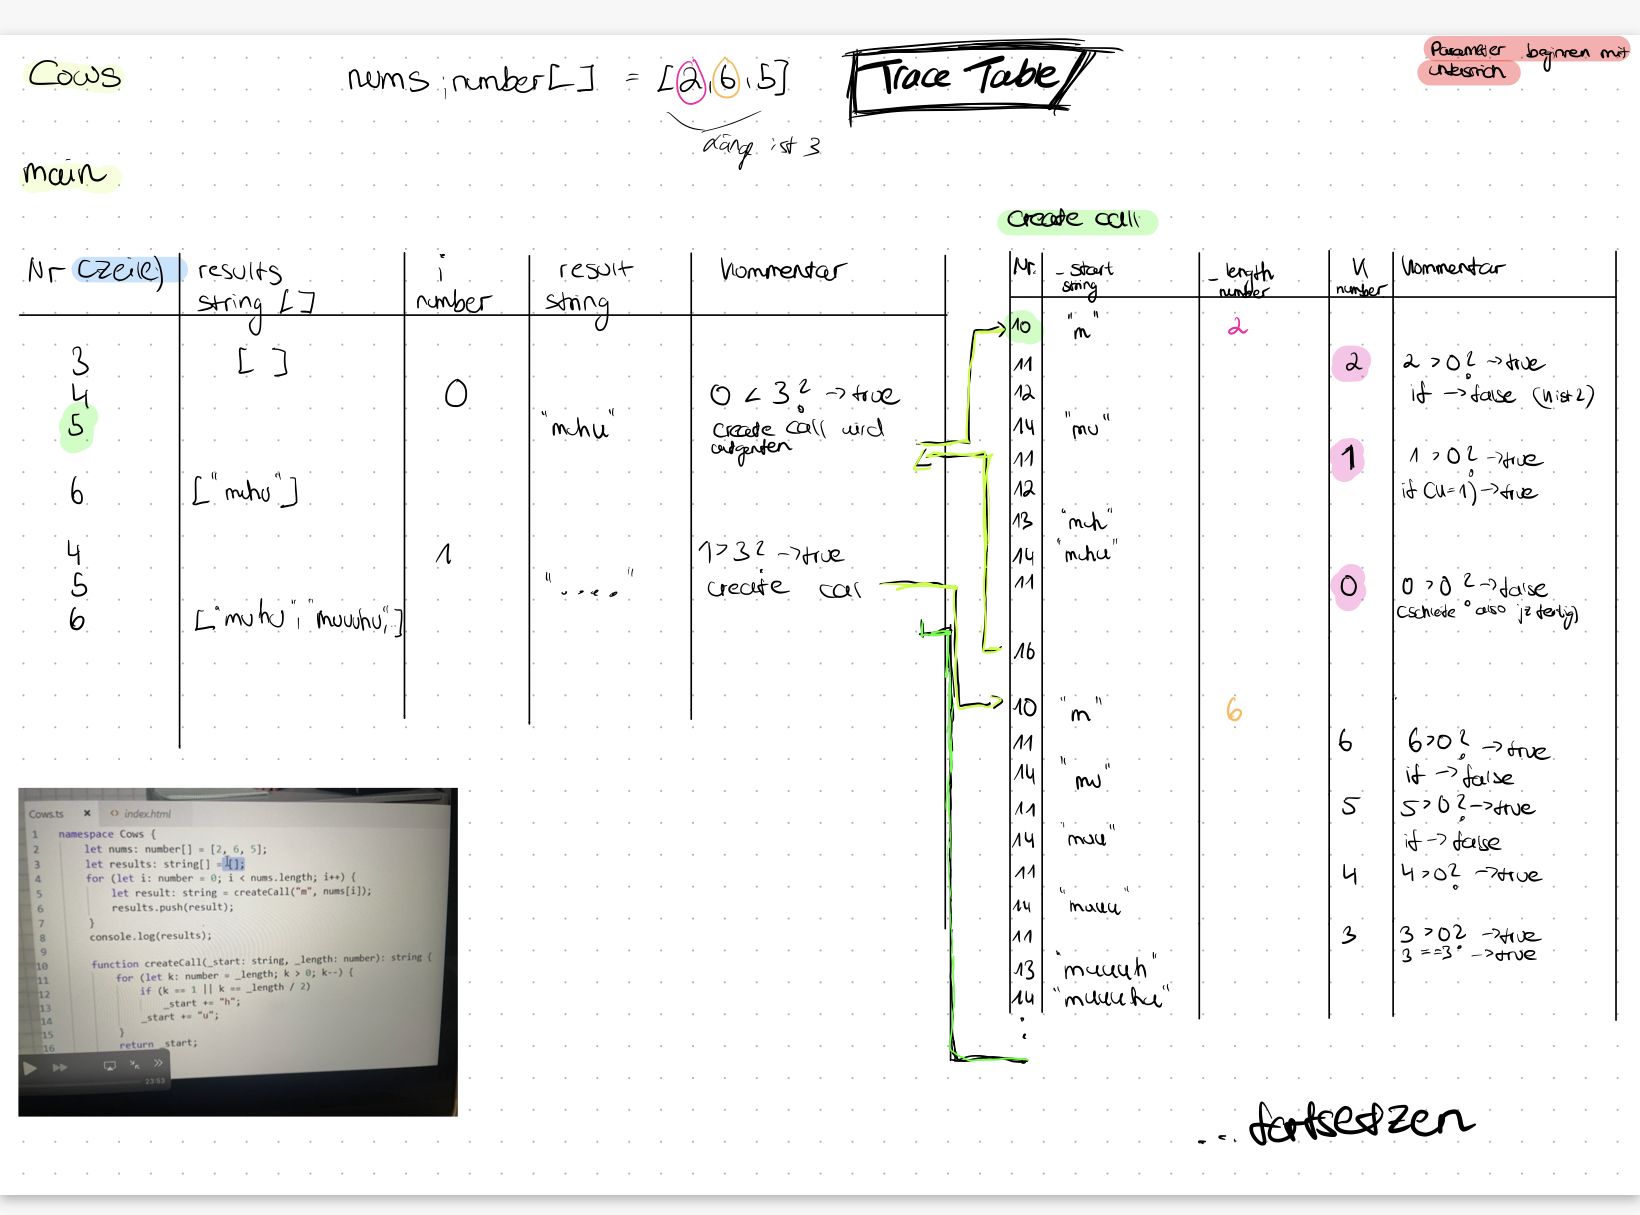 Cows
nums : number[] = [2, 6, 5]
Länge ist 3
Trace Table
Parameter beginnen mit
Unterstrich
main
Nr (Zeile) results string [] i number result string Kommentar
3 [ ]
4 0 0 < 3? → true
5 "mchu" create call wird
aufgerufen
6 ["mchu"]
4 1 1 > 3? → true
5 "...." create cal
6 ["muhu", "muuuhu",]
create call
Nr. _start string _length number K number Kommentar
10 "m" 2
11 2 2 > 0? → true
12 if → false (k ist 2)
14 "mu"
11 1 1 > 0? → true
12 if (k=1) → true
13 "muh"
14 "muhu"
11 0 0 > 0? → false
also jz fertig)
16
10 "m" 6
11 6 6 > 0? → true
if → false
14 "mu"
11 5 5 > 0? → true
14 "muu" if → false
11 4 4 > 0? → true
14 "muuu"
11 3 3 > 0? → true
3 == 3 → true
13 "muuuh"
14 "muuuhu"
... fortsetzen
Cows.ts × <> index.html
1 namespace Cows {
2 let nums: number[] = [2, 6, 5];
3 let results: string[] = [];
4 for (let i: number = 0; i < nums.length; i++) {
5 let result: string = createCall("m", nums[i]);
6 results.push(result);
7 }
8 console.log(results);
9
10 function createCall(_start: string, _length: number): string {
11 for (let k: number = _length; k > 0; k--) {
12 if (k == 1 || k == _length / 2)
13 _start += "h";
14 _start += "u";
15 }
16 return _start;
23:53